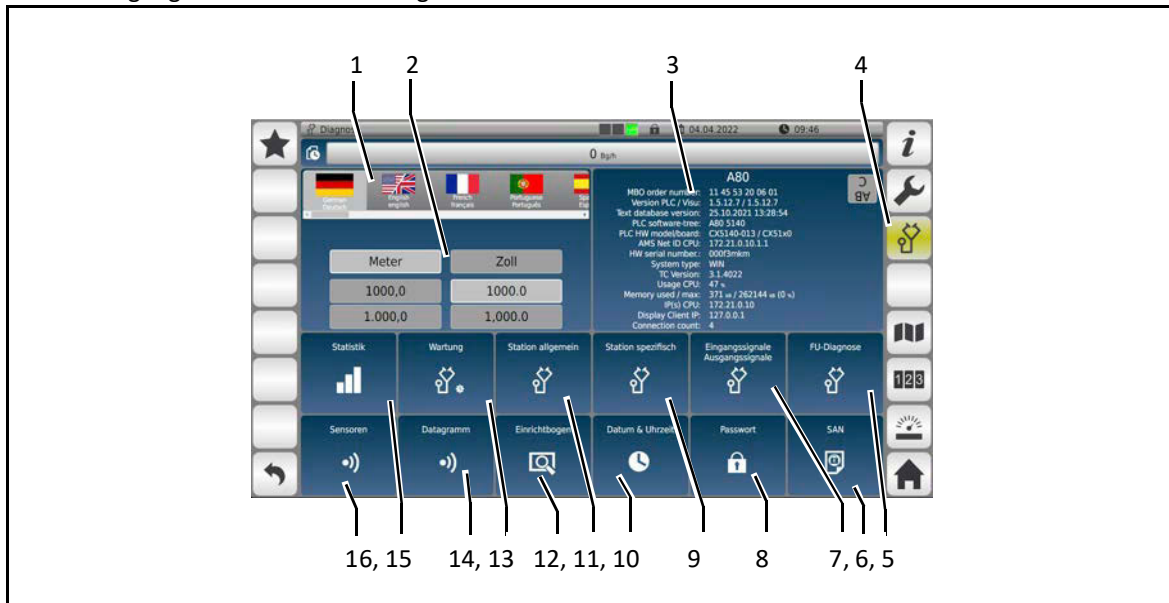 1 2 3 4
Diagnos
04.04.2022 09:46
0 Bg/h
German
Deutsch
English
english
French
français
Portuguese
Português
Spa
Esp
Meter Zoll
1000,0 1000.0
1.000,0 1,000.0
A80
MBO order number: 11 45 53 20 06 01
Version PLC / Visu: 1.5.12.7 / 1.5.12.7
Text database version: 25.10.2021 13:28:54
PLC software-tree: A80 5140
PLC HW model/board: CX5140-013 / CX51x0
AMS Net ID CPU: 172.21.0.10.1.1
HW serial number: 000f3mkm
System type: WIN
TC Version: 3.1.4022
Usage CPU: 47 %
Memory used / max: 371 / 262144 (0 %)
IP(s) CPU: 172.21.0.10
Display Client IP: 127.0.0.1
Connection count: 4
AB
C
i
123
Statistik
Wartung
Station allgemein
Station spezifisch
Eingangssignale
Ausgangssignale
FU-Diagnose
Sensoren
Datagramm
Einrichtbogen
Datum & Uhrzeit
Passwort
SAN
16, 15 14, 13 12, 11, 10 9 8 7, 6, 5